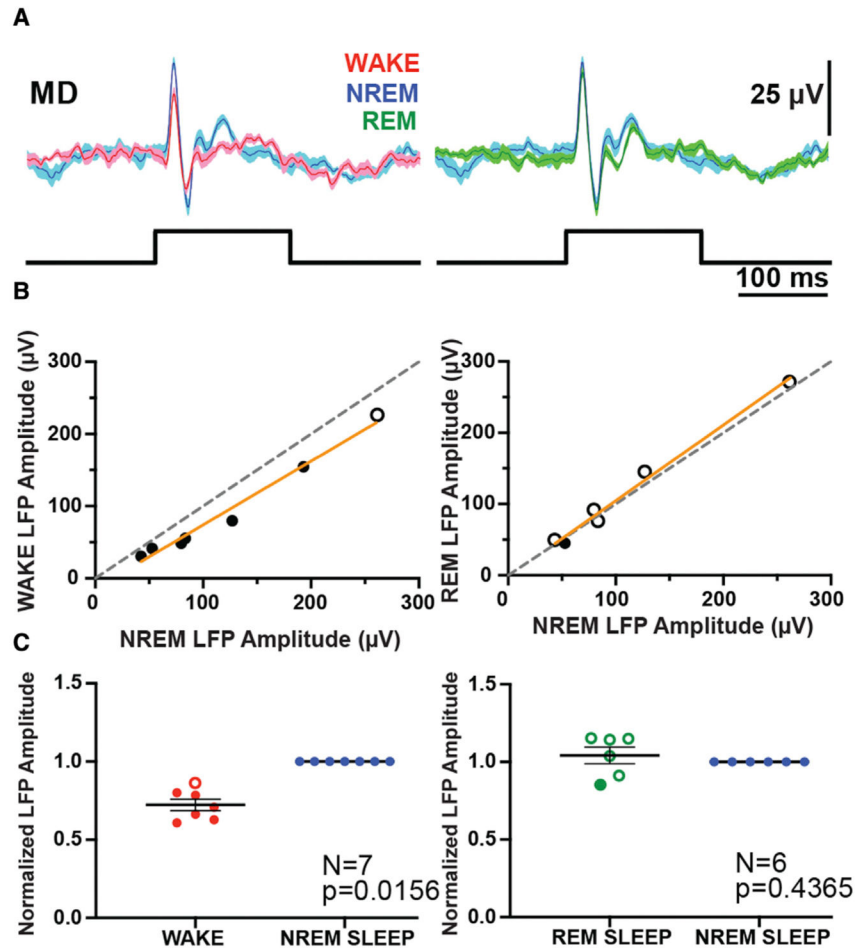 A
MD
WAKE
NREM
REM
25 µV
100 ms
B
WAKE LFP Amplitude (µV)
300
200
100
0
0 100 200 300
NREM LFP Amplitude (µV)
REM LFP Amplitude (µV)
300
200
100
0
0 100 200 300
NREM LFP Amplitude (µV)
C
Normalized LFP Amplitude
1.5
1.0
0.5
0.0
N=7
p=0.0156
WAKE NREM SLEEP
Normalized LFP Amplitude
1.5
1.0
0.5
0.0
N=6
p=0.4365
REM SLEEP NREM SLEEP